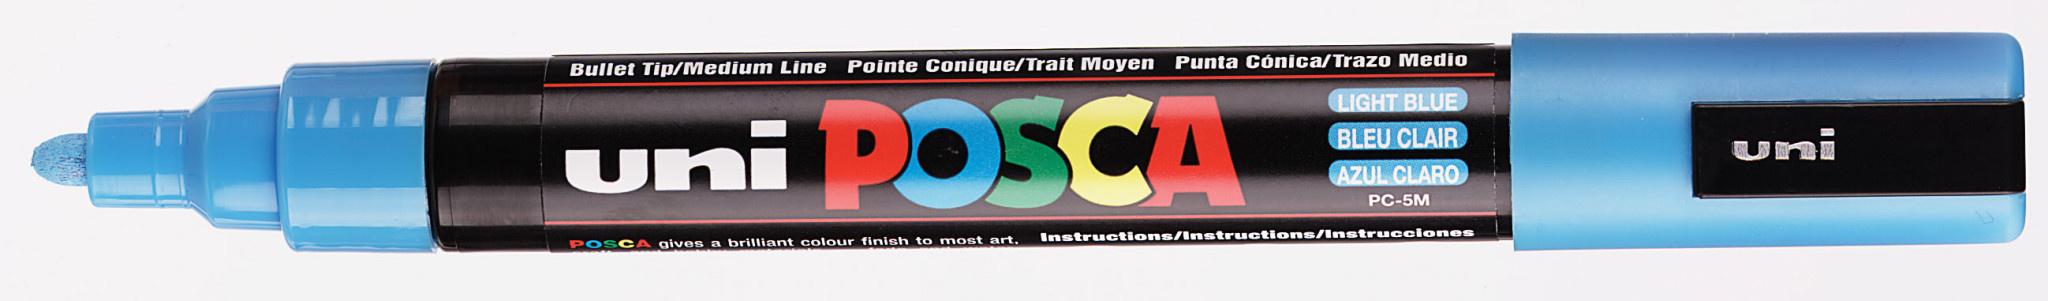 Bullet Tip/Medium Line Pointe Conique/Trait Moyen Punta Cónica/Trazo Medio
uni POSCA
LIGHT BLUE
BLEU CLAIR
AZUL CLARO
PC-5M
POSCA gives a brilliant colour finish to most art,
Instructions/Instructions/Instrucciones
uni